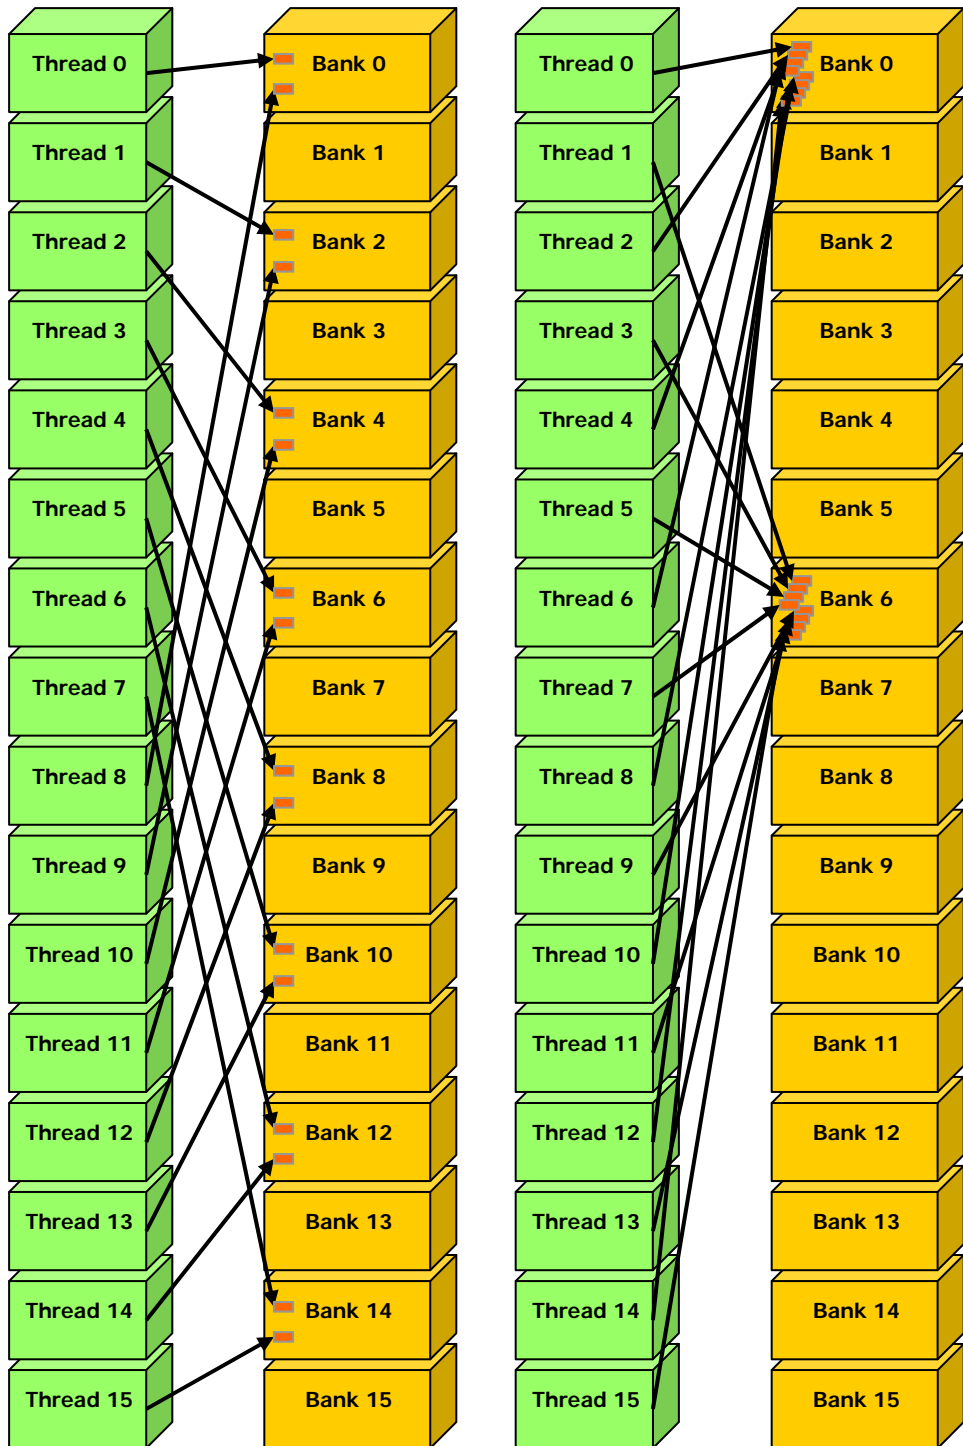 Thread 0 Bank 0 Thread 0 Bank 0
Thread 1 Bank 1 Thread 1 Bank 1
Thread 2 Bank 2 Thread 2 Bank 2
Thread 3 Bank 3 Thread 3 Bank 3
Thread 4 Bank 4 Thread 4 Bank 4
Thread 5 Bank 5 Thread 5 Bank 5
Thread 6 Bank 6 Thread 6 Bank 6
Thread 7 Bank 7 Thread 7 Bank 7
Thread 8 Bank 8 Thread 8 Bank 8
Thread 9 Bank 9 Thread 9 Bank 9
Thread 10 Bank 10 Thread 10 Bank 10
Thread 11 Bank 11 Thread 11 Bank 11
Thread 12 Bank 12 Thread 12 Bank 12
Thread 13 Bank 13 Thread 13 Bank 13
Thread 14 Bank 14 Thread 14 Bank 14
Thread 15 Bank 15 Thread 15 Bank 15